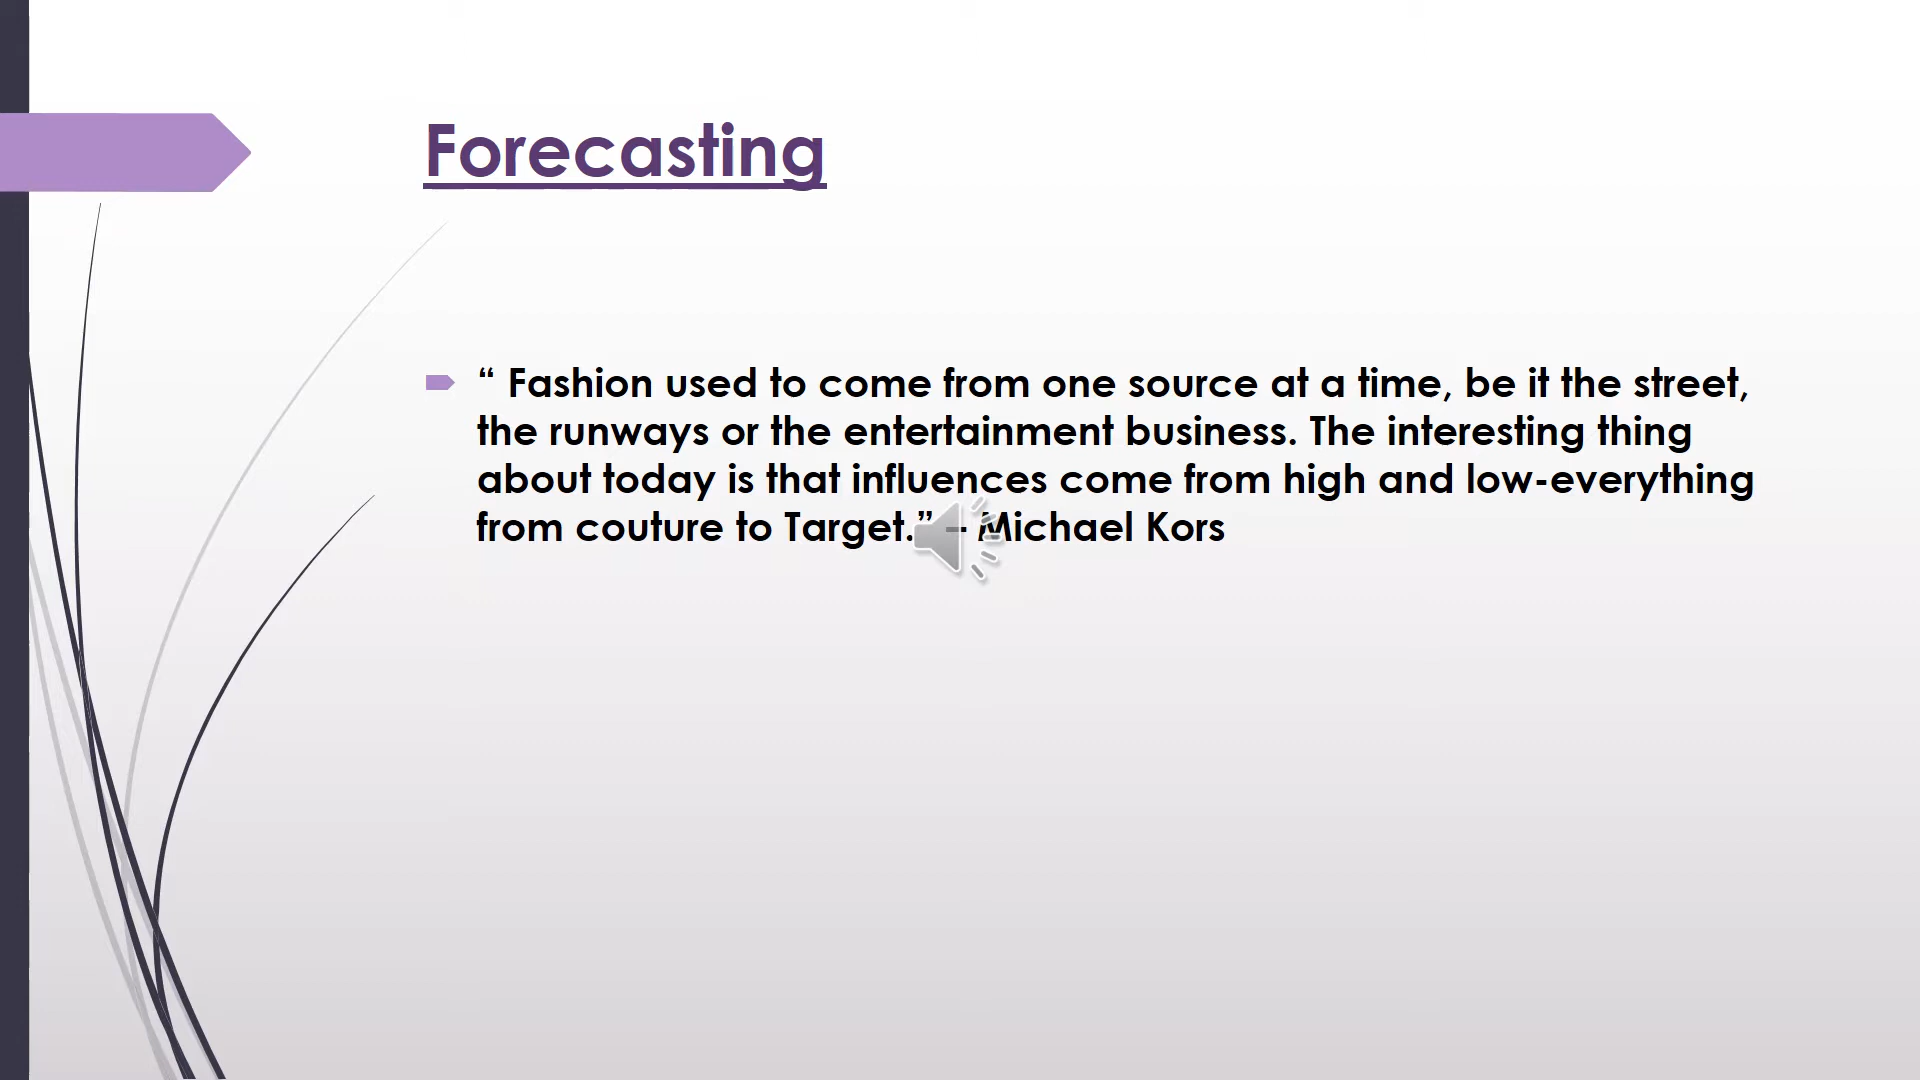 Forecasting
“ Fashion used to come from one source at a time, be it the street,
the runways or the entertainment business. The interesting thing
about today is that influences come from high and low-everything
from couture to Target.” – Michael Kors